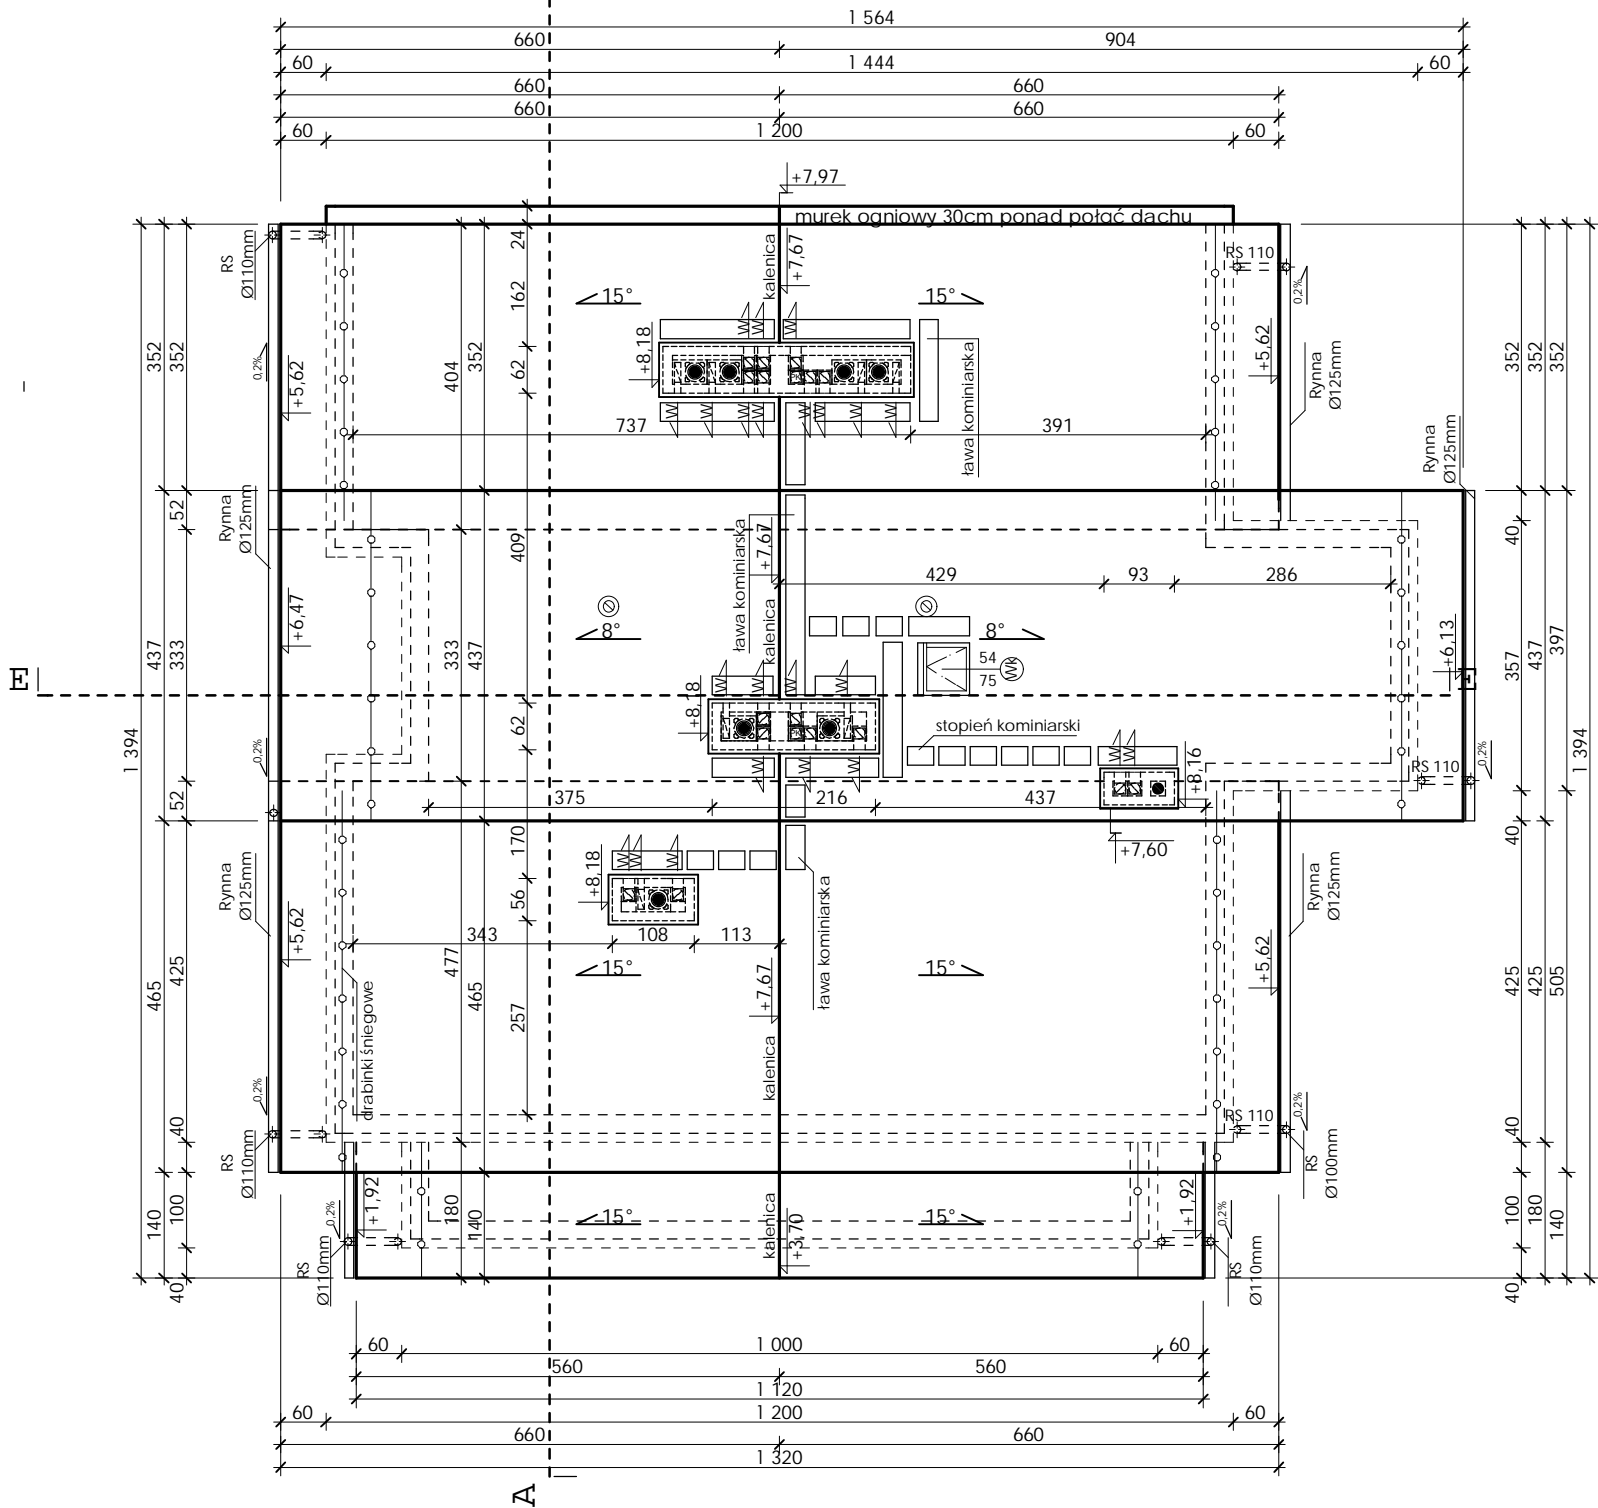 1 564
660 904
60 1 444 60
660 660
660 660
60 1 200 60
+7,97
murek ogniowy 30cm ponad połąć dachu
RS
Ø110mm
24
kalenica
+7,67
RS 110
0,2%
162
15° 15°
352 352 404 352
0,2%
+5,62
+8,18
62
W W W
W W W W W W W W
ława kominiarska
+5,62
Rynna
Ø125mm
352 352 352
737 391
Rynna
Ø125mm
Rynna
Ø125mm
52
409
ława kominiarska
+7,67
40
429 93 286
+6,47
kalenica
8° 8°
437 333 333 437
54
75
WK
+6,13
357 437 397
E E
W W W
+8,18
62
stopień kominiarski
W W W
W W
1 394
0,2%
+8,16
RS 110
0,2%
1 394
52
375 216 437
40
170
+7,60
W W W
+8,18
Rynna
Ø125mm
56
ława kominiarska
Rynna
Ø125mm
+5,62
343 108 113
15° 15°
+7,67
+5,62
465 425 477 465
257
425 425 505
drabinki śniegowe
kalenica
0,2%
40
RS
Ø110mm
RS 110
0,2%
40
RS
Ø100mm
140 100
+1,92
180 140
kalenica
+3,70
15° 15°
+1,92
0,2%
0,2%
100 180 140
RS
Ø110mm
RS
Ø110mm
40
40
60 1 000 60
560 560
1 120
60 1 200 60
660 660
1 320
A